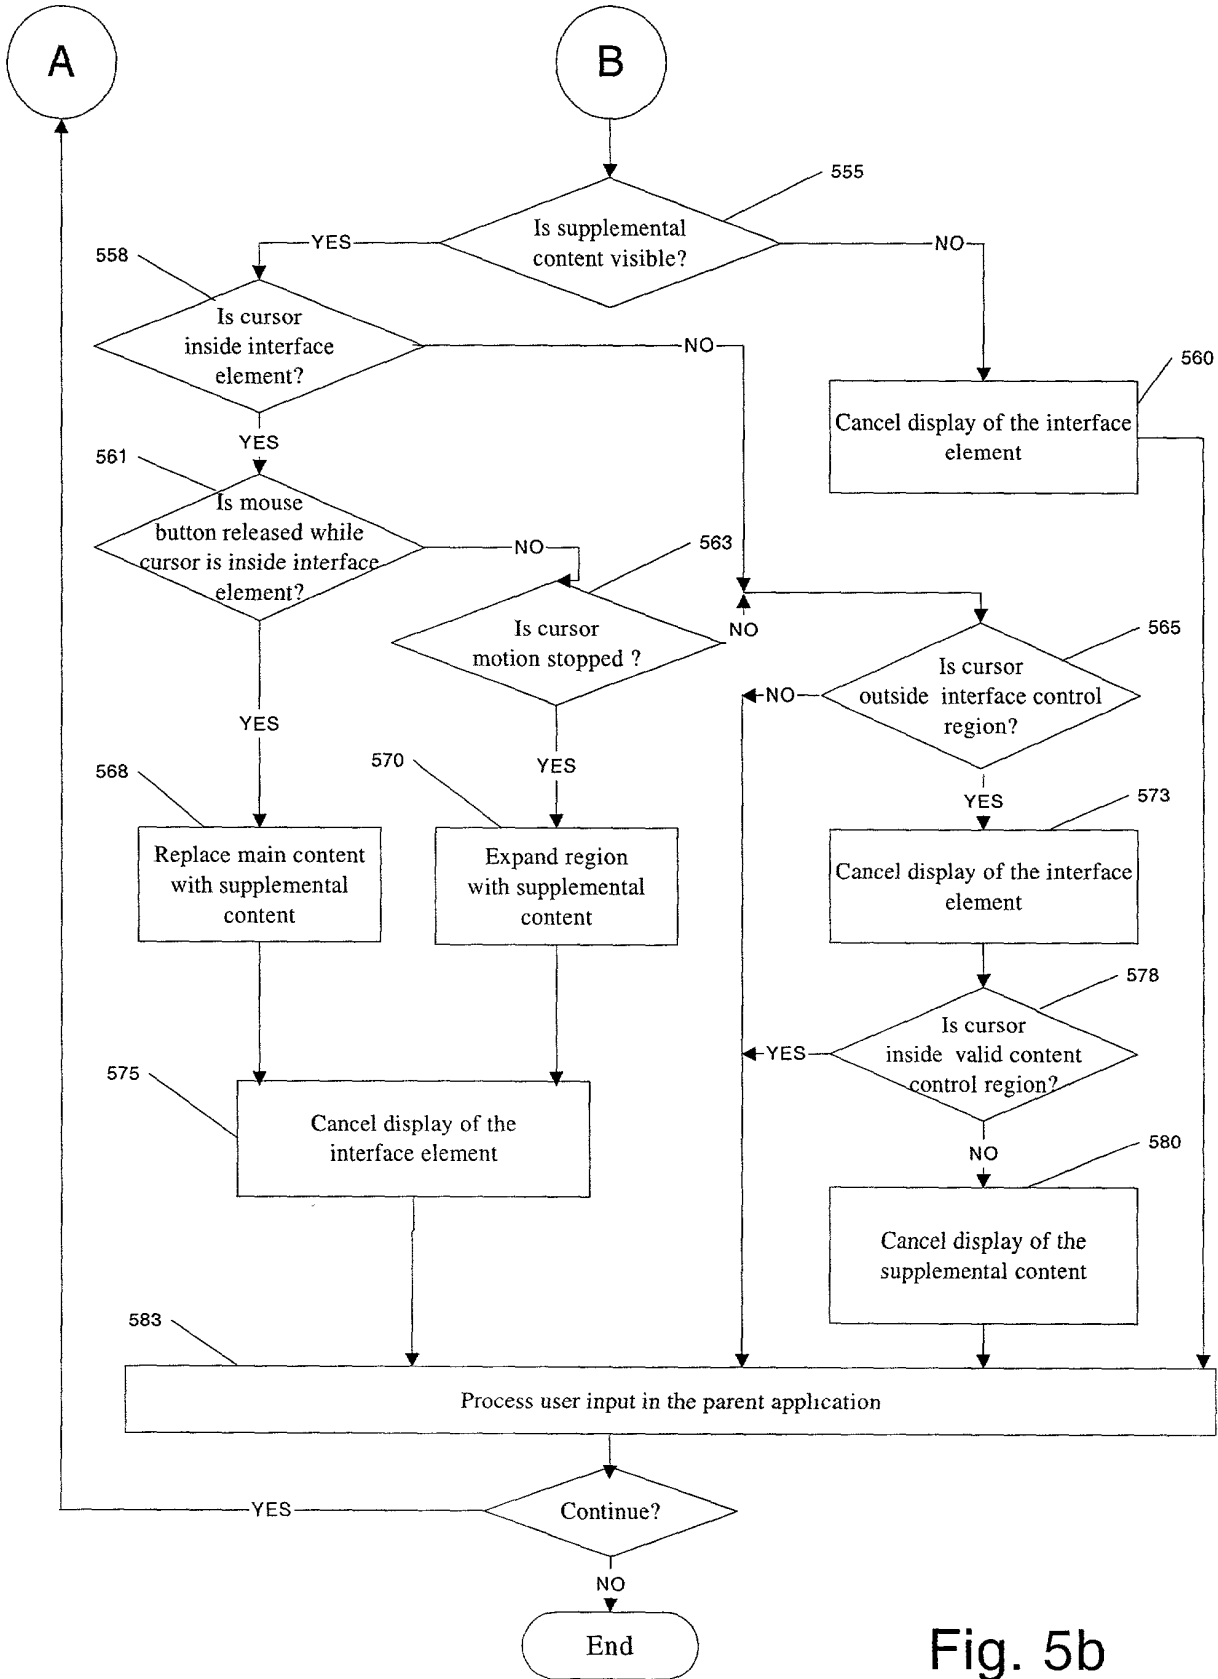 A
B
555
Is supplemental
content visible?
YES
NO
558
Is cursor
inside interface
element?
NO
560
Cancel display of the interface
element
YES
561
Is mouse
button released while
cursor is inside interface
element?
NO
563
Is cursor
motion stopped ?
NO
565
Is cursor
outside interface control
region?
NO
YES
YES
YES
568
Replace main content
with supplemental
content
570
Expand region
with supplemental
content
573
Cancel display of the interface
element
578
Is cursor
inside valid content
control region?
YES
NO
575
Cancel display of the
interface element
580
Cancel display of the
supplemental content
583
Process user input in the parent application
Continue?
YES
NO
End
Fig. 5b